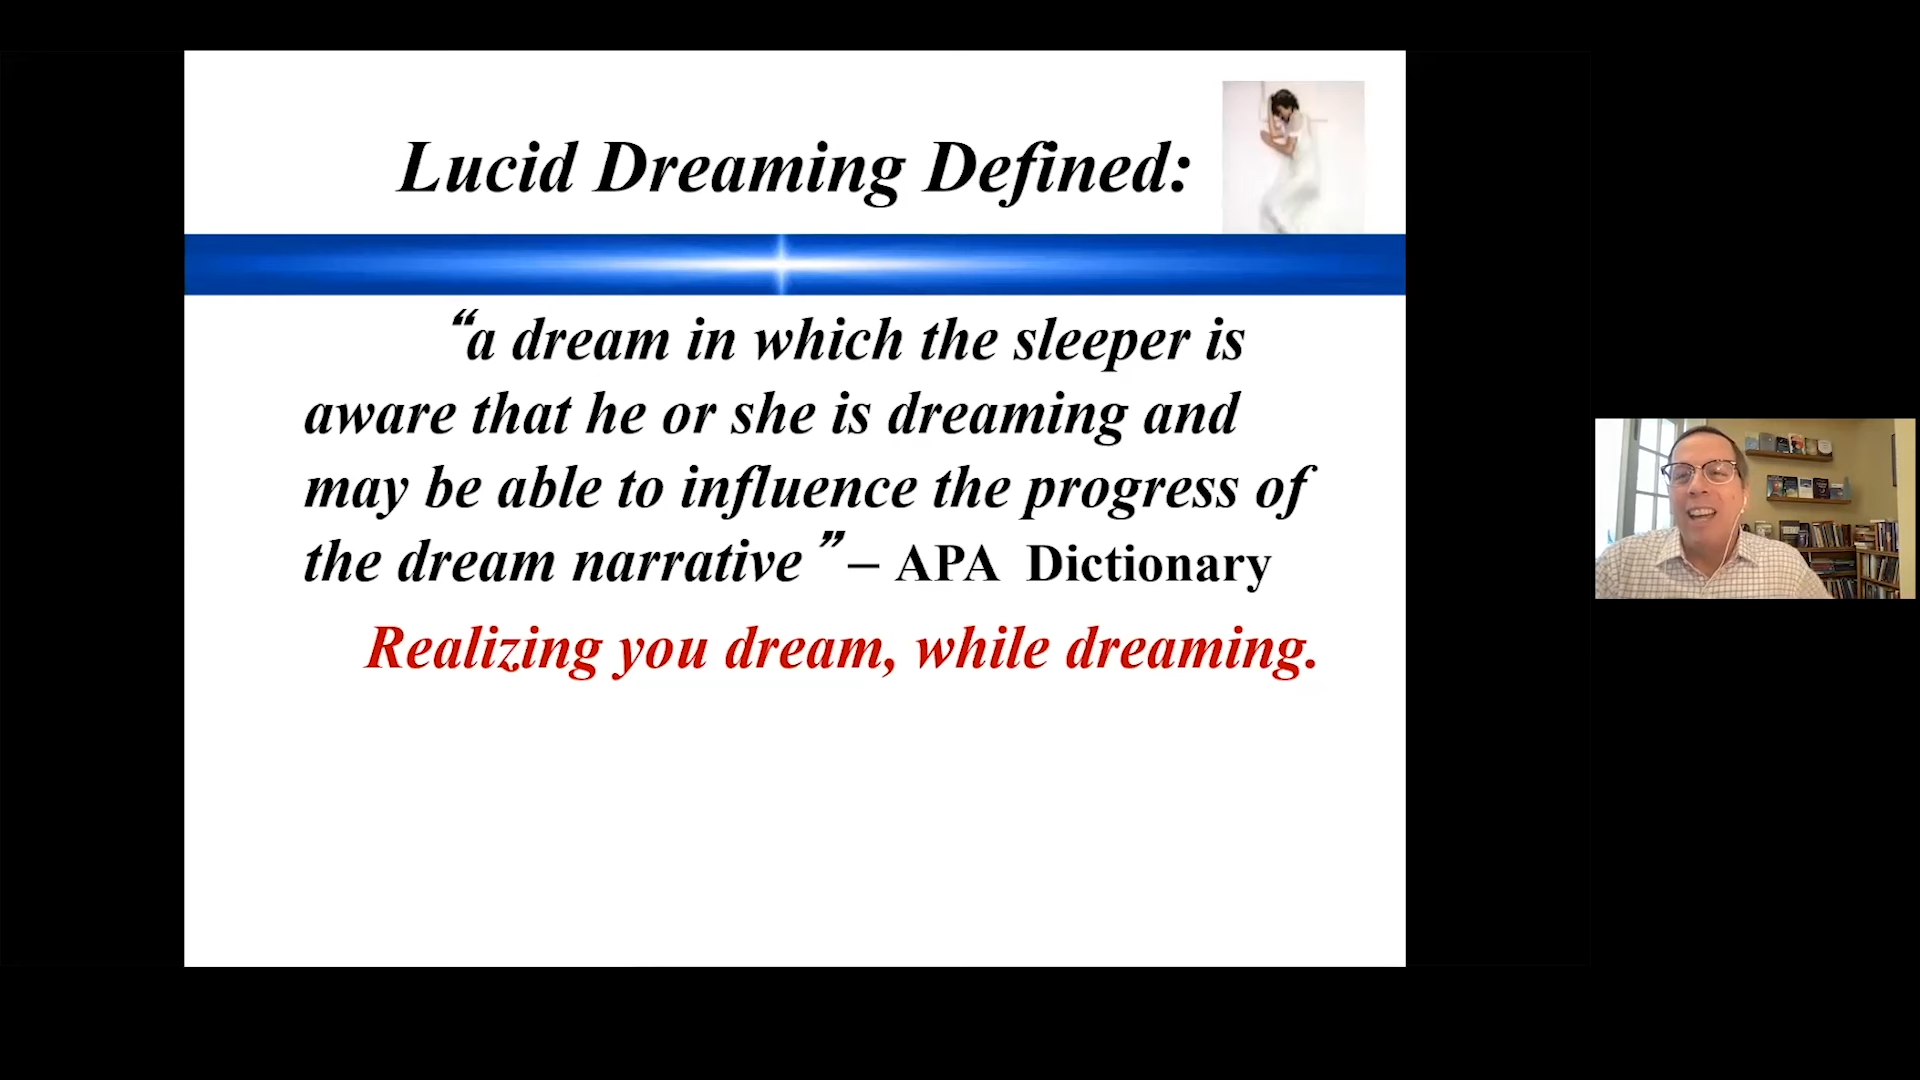 Lucid Dreaming Defined:
“a dream in which the sleeper is
aware that he or she is dreaming and
may be able to influence the progress of
the dream narrative” – APA Dictionary
Realizing you dream, while dreaming.